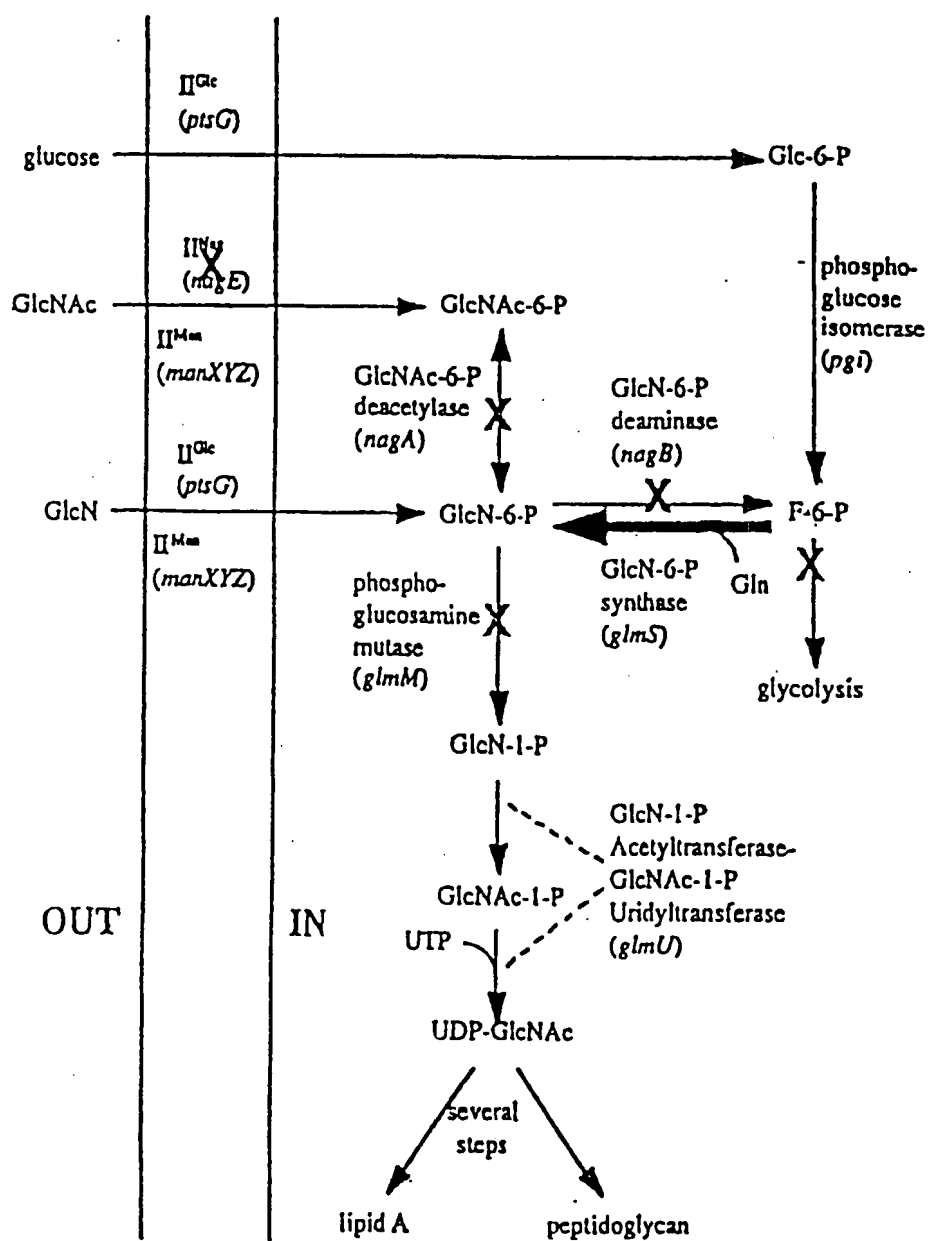 II^Glc
(ptsG)
glucose
Glc-6-P
(nagE)
phospho-
glucose
isomerase
(pgi)
GlcNAc
GlcNAc-6-P
II^Man
(manXYZ)
GlcNAc-6-P
deacetylase
(nagA)
GlcN-6-P
deaminase
(nagB)
II^Glc
(ptsG)
GlcN
GlcN-6-P
F-6-P
II^Man
(manXYZ)
Gln
GlcN-6-P
synthase
(glmS)
phospho-
glucosamine
mutase
(glmM)
glycolysis
GlcN-1-P
GlcN-1-P
Acetyltransferase-
GlcNAc-1-P
Uridyltransferase
(glmU)
GlcNAc-1-P
OUT
IN
UTP
UDP-GlcNAc
several
steps
lipid A
peptidoglycan